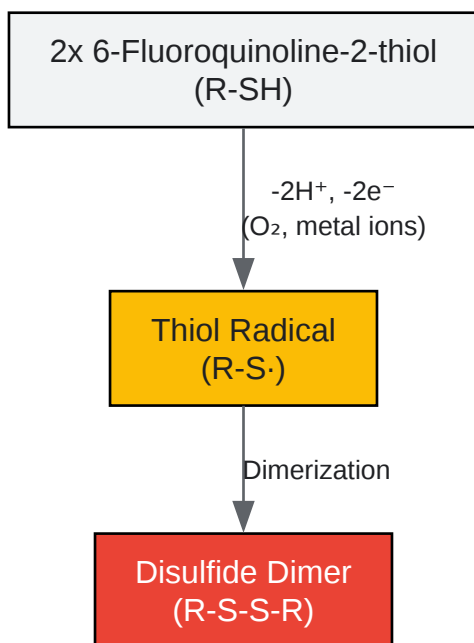 2x 6-Fluoroquinoline-2-thiol
(R-SH)
-2H⁺, -2e⁻
(O₂, metal ions)
Thiol Radical
(R-S·)
Dimerization
Disulfide Dimer
(R-S-S-R)